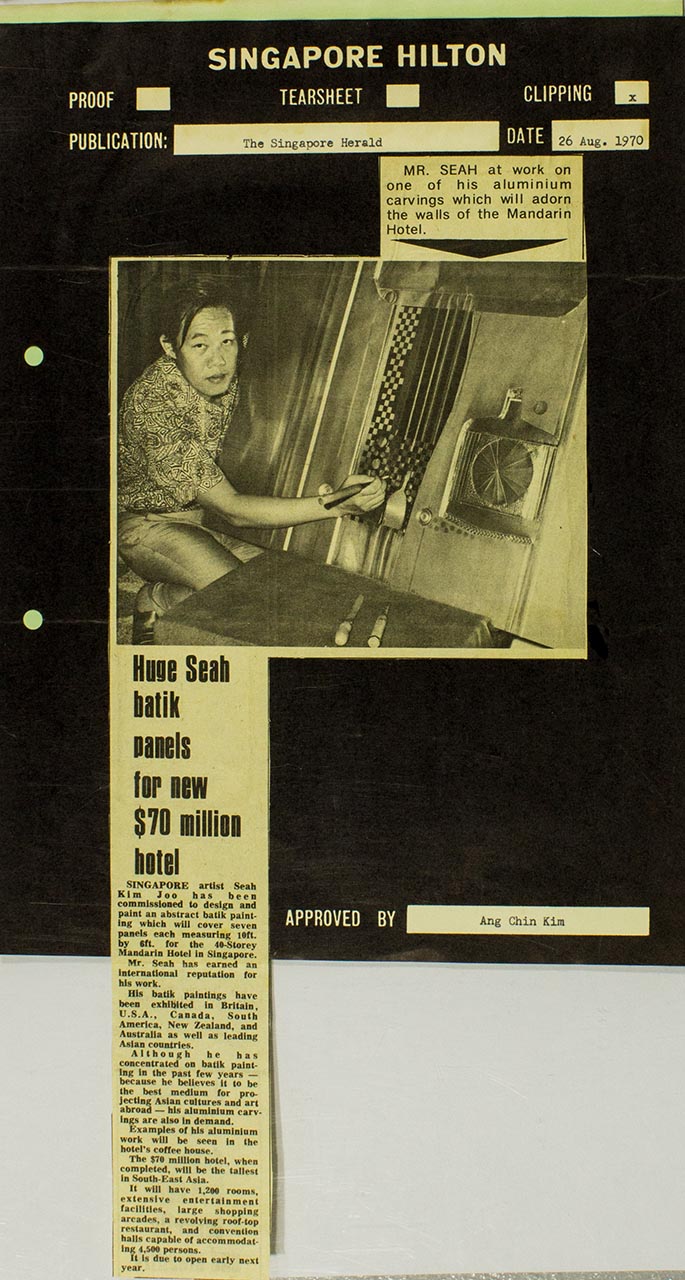 SINGAPORE HILTON
PROOF TEARSHEET CLIPPING x
PUBLICATION: The Singapore Herald DATE 26 Aug. 1970
MR. SEAH at work on
one of his aluminium
carvings which will adorn
the walls of the Mandarin
Hotel.
Huge Seah
batik
panels
for new
$70 million
hotel
SINGAPORE artist Seah
Kim Joo has been
commissioned to design and
paint an abstract batik paint-
ing which will cover seven
panels each measuring 10ft.
by 6ft. for the 40-Storey
Mandarin Hotel in Singapore.
Mr. Seah has earned an
international reputation for
his work.
His batik paintings have
been exhibited in Britain,
U.S.A., Canada, South
America, New Zealand, and
Australia as well as leading
Asian countries.
Although he has
concentrated on batik paint-
ing in the past few years —
because he believes it to be
the best medium for pro-
jecting Asian cultures and art
abroad — his aluminium carv-
ings are also in demand.
Examples of his aluminium
work will be seen in the
hotel's coffee house.
The $70 million hotel, when
completed, will be the tallest
in South-East Asia.
It will have 1,200 rooms,
extensive entertainment
facilities, large shopping
arcades, a revolving roof-top
restaurant, and convention
halls capable of accommodat-
ing 4,500 persons.
It is due to open early next
year.
APPROVED BY Ang Chin Kim